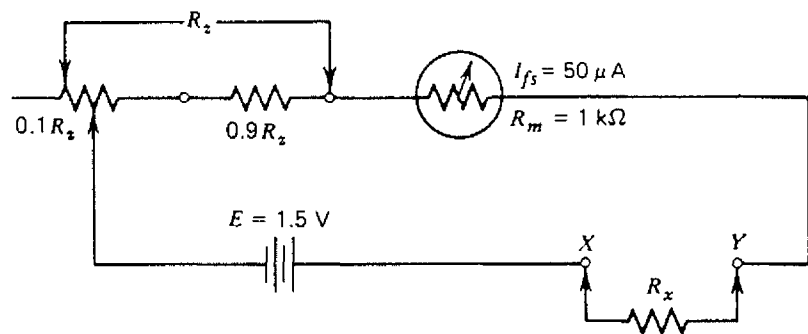 R_z
I_fs = 50 μA
0.1R_z
0.9R_z
R_m = 1 kΩ
E = 1.5 V
X
Y
R_x